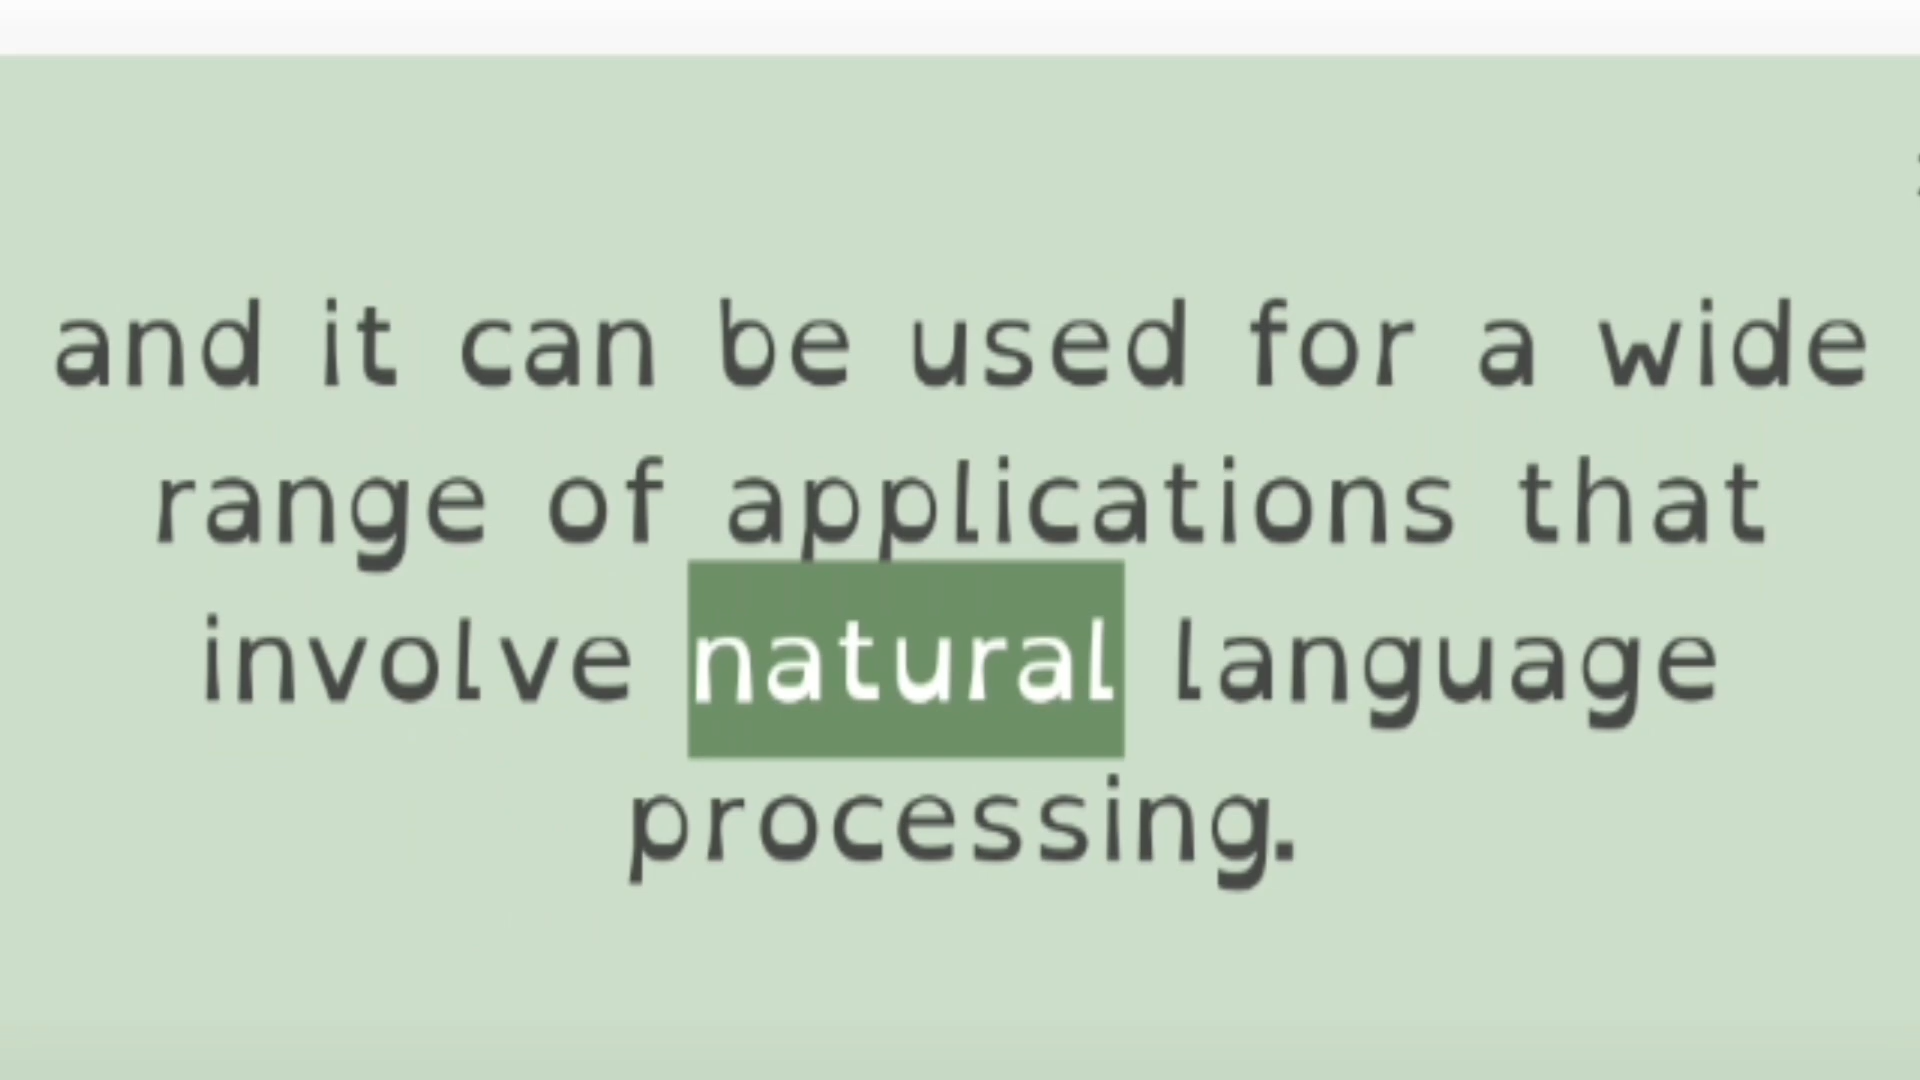 and it can be used for a wide
range of applications that
involve natural language
processing.